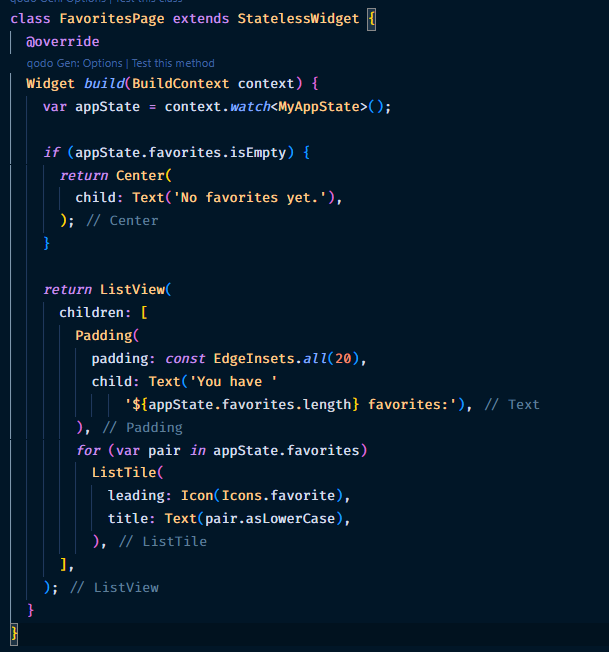 qodo Gen: Options | Test this class
class FavoritesPage extends StatelessWidget {
  @override
  qodo Gen: Options | Test this method
  Widget build(BuildContext context) {
    var appState = context.watch<MyAppState>();

    if (appState.favorites.isEmpty) {
      return Center(
        child: Text('No favorites yet.'),
      ); // Center
    }

    return ListView(
      children: [
        Padding(
          padding: const EdgeInsets.all(20),
          child: Text('You have '
              '${appState.favorites.length} favorites:'), // Text
        ), // Padding
        for (var pair in appState.favorites)
          ListTile(
            leading: Icon(Icons.favorite),
            title: Text(pair.asLowerCase),
          ), // ListTile
      ],
    ); // ListView
  }
}